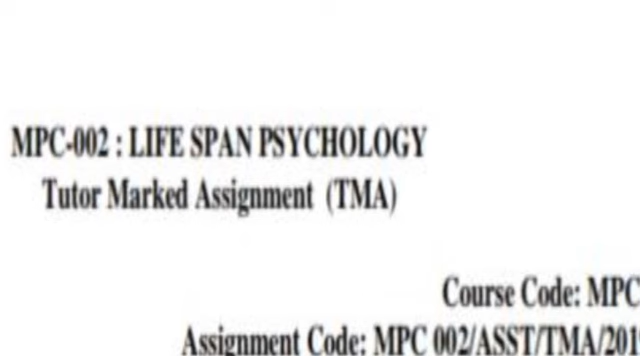 MPC-002 : LIFE SPAN PSYCHOLOGY
Tutor Marked Assignment (TMA)
Course Code: MPC
Assignment Code: MPC 002/ASST/TMA/201